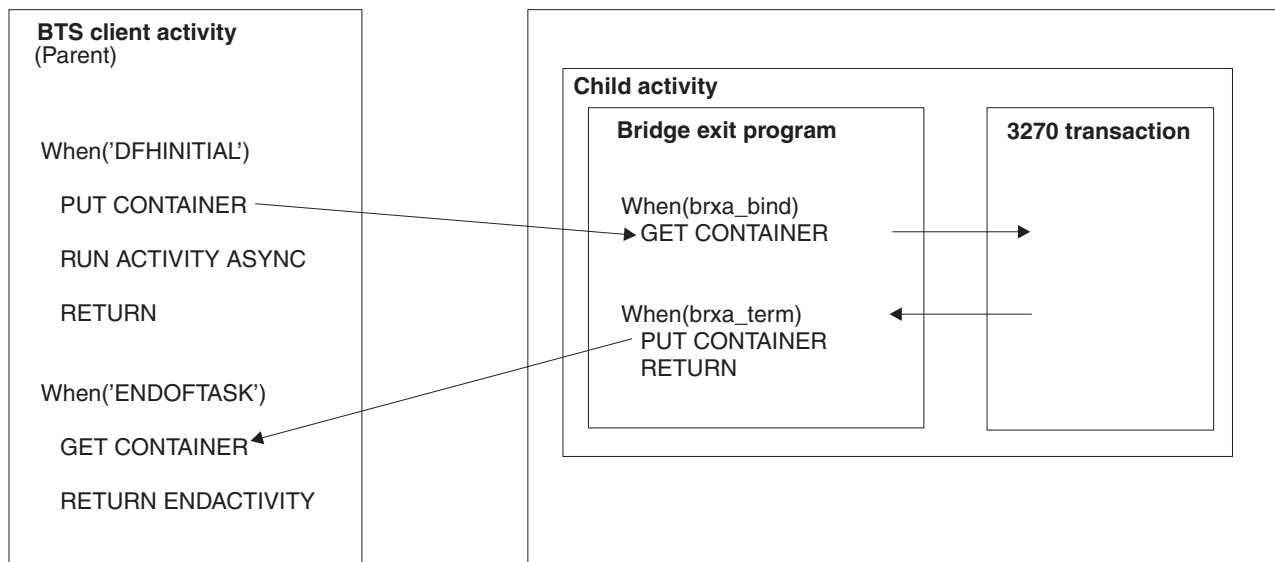 BTS client activity
(Parent)
When('DFHINITIAL')
PUT CONTAINER
RUN ACTIVITY ASYNC
RETURN
When('ENDOFTASK')
GET CONTAINER
RETURN ENDACTIVITY
Child activity
Bridge exit program
When(brxa_bind)
GET CONTAINER
When(brxa_term)
PUT CONTAINER
RETURN
3270 transaction